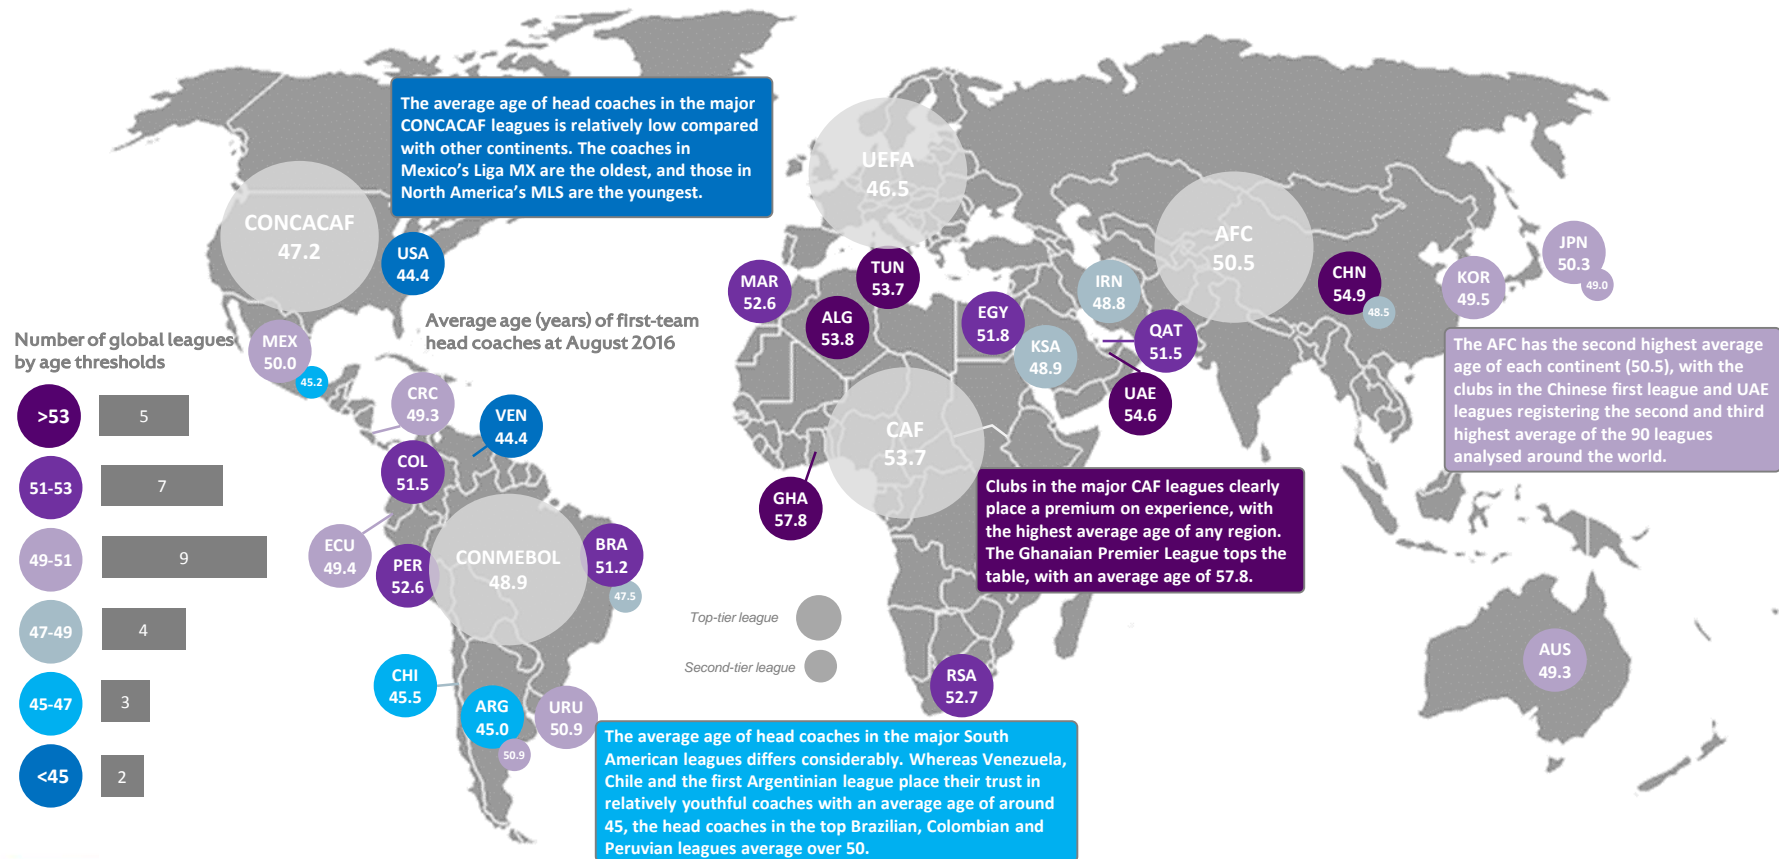 The average age of head coaches in the major
CONCACAF leagues is relatively low compared
with other continents. The coaches in
Mexico's Liga MX are the oldest, and those in
North America's MLS are the youngest.
UEFA
46.5
CONCACAF
47.2
USA
44.4
AFC
50.5
JPN
50.3
49.0
KOR
49.5
CHN
54.9
48.5
TUN
53.7
MAR
52.6
ALG
53.8
EGY
51.8
IRN
48.8
KSA
48.9
QAT
51.5
UAE
54.6
Average age (years) of first-team
head coaches at August 2016
Number of global leagues
by age thresholds
>53
5
51-53
7
49-51
9
47-49
4
45-47
3
<45
2
MEX
50.0
45.2
CRC
49.3
VEN
44.4
COL
51.5
ECU
49.4
PER
52.6
CONMEBOL
48.9
BRA
51.2
47.5
CHI
45.5
ARG
45.0
50.9
URU
50.9
CAF
53.7
GHA
57.8
RSA
52.7
AUS
49.3
The AFC has the second highest average
age of each continent (50.5), with the
clubs in the Chinese first league and UAE
leagues registering the second and third
highest average of the 90 leagues
analysed around the world.
Clubs in the major CAF leagues clearly
place a premium on experience, with
the highest average age of any region.
The Ghanaian Premier League tops the
table, with an average age of 57.8.
Top-tier league
Second-tier league
The average age of head coaches in the major South
American leagues differs considerably. Whereas Venezuela,
Chile and the first Argentinian league place their trust in
relatively youthful coaches with an average age of around
45, the head coaches in the top Brazilian, Colombian and
Peruvian leagues average over 50.